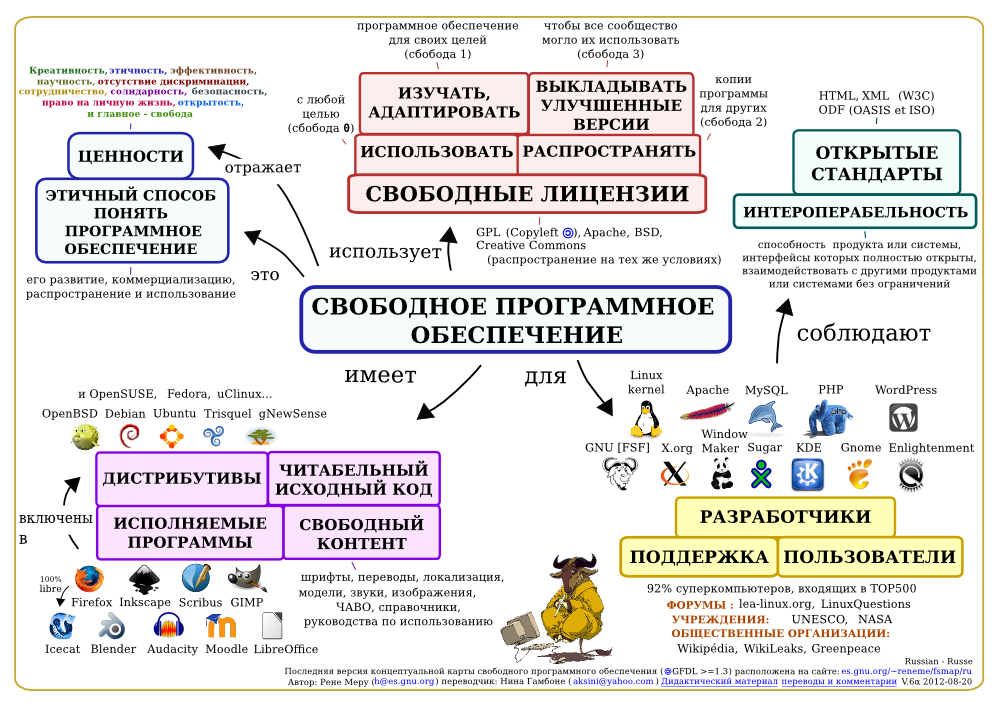 программное обеспечение
для своих целей
(сбобода 1)
чтобы все сообщество
могло их использовать
(сбобода 3)
Креативность, этичность, эффективность,
научность, отсутствие дискриминации,
сотрудничество, солидарность, безопасность,
право на личную жизнь, открытость,
и главное - свобода
с любой
целью
(сбобода 0)
ИЗУЧАТЬ,
АДАПТИРОВАТЬ
ВЫКЛАДЫВАТЬ
УЛУЧШЕННЫЕ
ВЕРСИИ
копии
программы
для других
(сбобода 2)
HTML, XML (W3C)
ODF (OASIS et ISO)
ЦЕННОСТИ
отражает
ИСПОЛЬЗОВАТЬ
РАСПРОСТРАНЯТЬ
СВОБОДНЫЕ ЛИЦЕНЗИИ
ОТКРЫТЫЕ
СТАНДАРТЫ
ИНТЕРОПЕРАБЕЛЬНОСТЬ
ЭТИЧНЫЙ СПОСОБ
ПОНЯТЬ
ПРОГРАММНОЕ
ОБЕСПЕЧЕНИЕ
его развитие, коммерциализацию,
распространение и использование
это
использует
GPL (Copyleft), Apache, BSD,
Creative Commons
(распространение на тех же условиях)
способность продукта или системы,
интерфейсы которых полностью открыты,
взаимодействовать с другими продуктами
или системами без ограничений
СВОБОДНОЕ ПРОГРАММНОЕ
ОБЕСПЕЧЕНИЕ
соблюдают
имеет
для
и OpenSUSE, Fedora, uClinux...
OpenBSD Debian Ubuntu Trisquel gNewSense
ДИСТРИБУТИВЫ
ЧИТАБЕЛЬНЫЙ
ИСХОДНЫЙ КОД
ИСПОЛНЯЕМЫЕ
ПРОГРАММЫ
СВОБОДНЫЙ
КОНТЕНТ
включены
в
100%
libre
Firefox Inkscape Scribus GIMP
Icecat Blender Audacity Moodle LibreOffice
шрифты, переводы, локализация,
модели, звуки, изображения,
ЧАВО, справочники,
руководства по использованию
Linux
kernel
Apache
MySQL
PHP
php
WordPress
GNU [FSF]
X.org
Window
Maker
Sugar
KDE
Gnome
Enlightenment
РАЗРАБОТЧИКИ
ПОДДЕРЖКА
ПОЛЬЗОВАТЕЛИ
92% суперкомпьютеров, входящих в TOP500
ФОРУМЫ : lea-linux.org, LinuxQuestions
УЧРЕЖДЕНИЯ: UNESCO, NASA
ОБЩЕСТВЕННЫЕ ОРГАНИЗАЦИИ:
Wikipédia, WikiLeaks, Greenpeace
Russian - Russe
Последняя версия концептуальной карты свободного программного обеспечения (GFDL >=1.3) расположена на сайте: es.gnu.org/~reneme/fsmap/ru
Автор: Рене Меру (h@es.gnu.org) переводчик: Нина Гамбоне (aksini@yahoo.com) Дидактический материал переводы и комментарии V.6α 2012-08-20